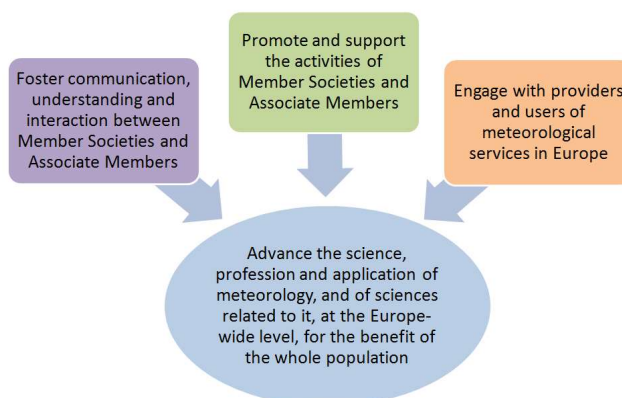 Foster communication,
understanding and
interaction between
Member Societies and
Associate Members
Promote and support
the activities of
Member Societies and
Associate Members
Engage with providers
and users of
meteorological
services in Europe
Advance the science,
profession and application of
meteorology, and of sciences
related to it, at the Europe-
wide level, for the benefit of
the whole population